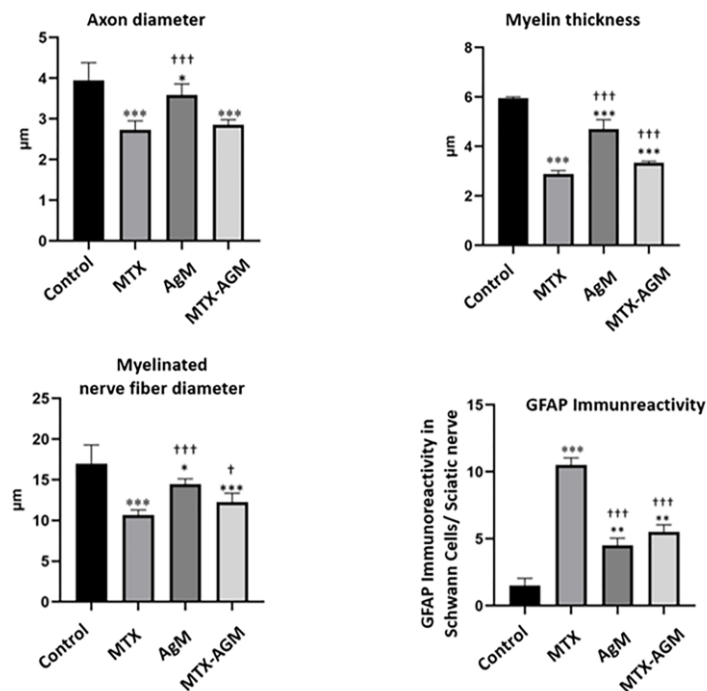 Axon diameter
5
4
3
2
1
0
µm
***
†††
*
***
Control
MTX
AgM
MTX-AGM
Myelin thickness
8
6
4
2
0
µm
***
†††
***
†††
***
Control
MTX
AgM
MTX-AGM
Myelinated
nerve fiber diameter
25
20
15
10
5
0
µm
***
†††
*
†
***
Control
MTX
AgM
MTX-AGM
GFAP Immunreactivity
15
10
5
0
GFAP Immunoreactivity in
Schwann Cells/ Sciatic nerve
***
†††
**
†††
**
Control
MTX
AgM
MTX-AGM